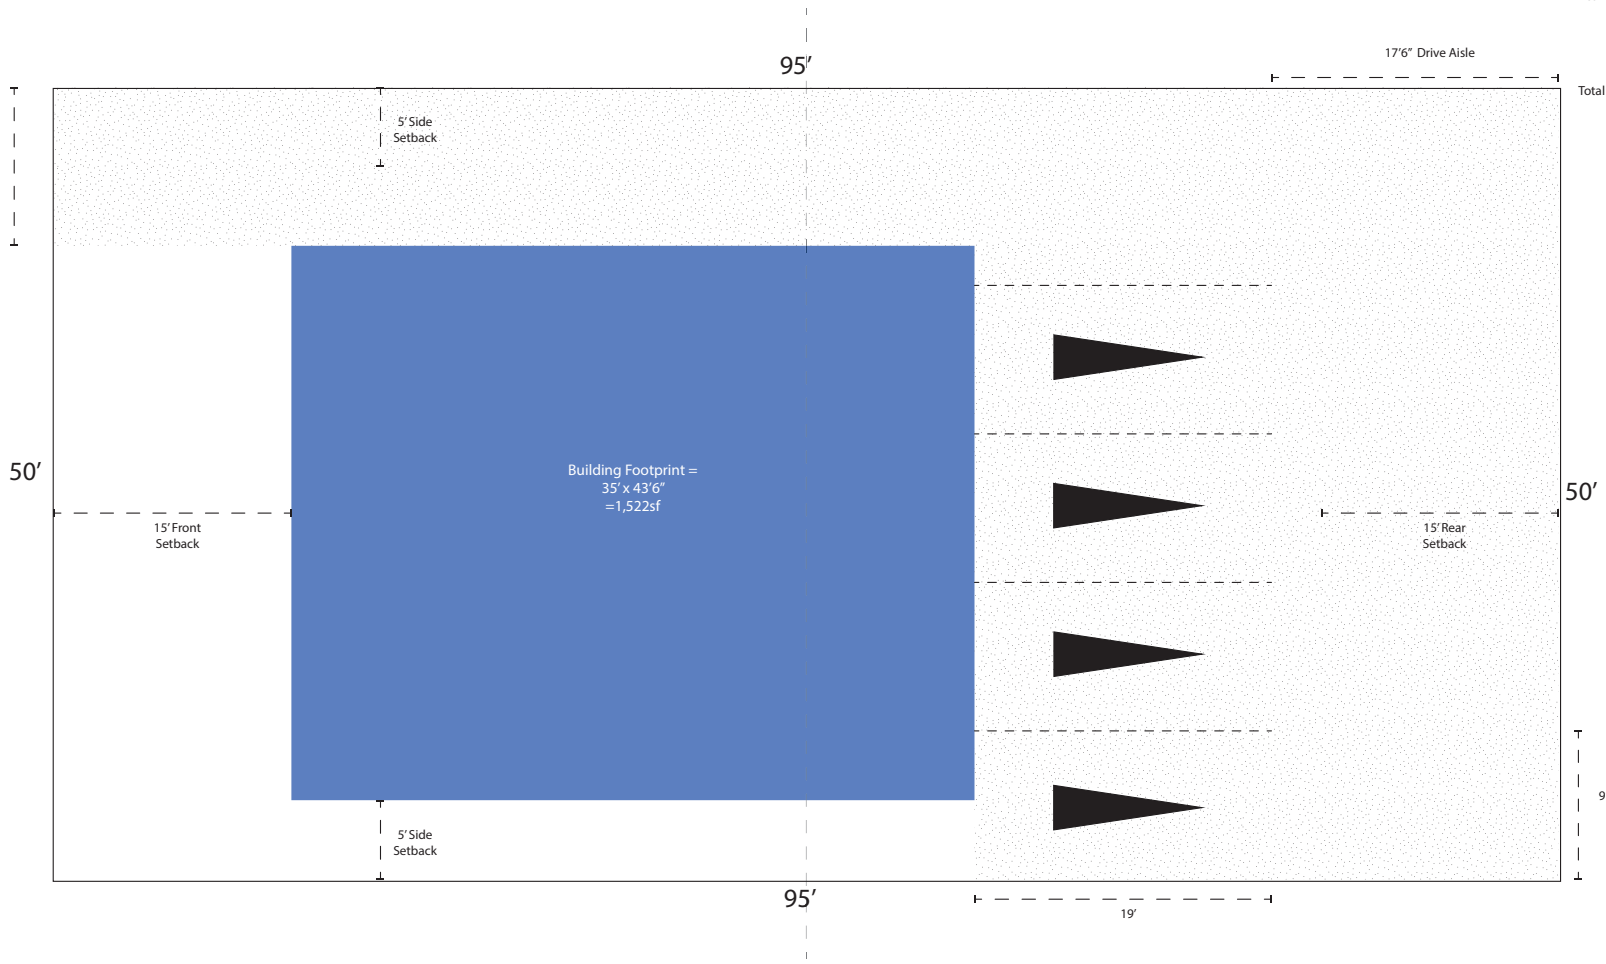 17’6” Drive Aisle
95’
Total
5’ Side
Setback
Building Footprint =
35’ x 43’6”
=1,522sf
50’
50’
15’ Front
Setback
15’ Rear
Setback
9
5’ Side
Setback
95’
19’